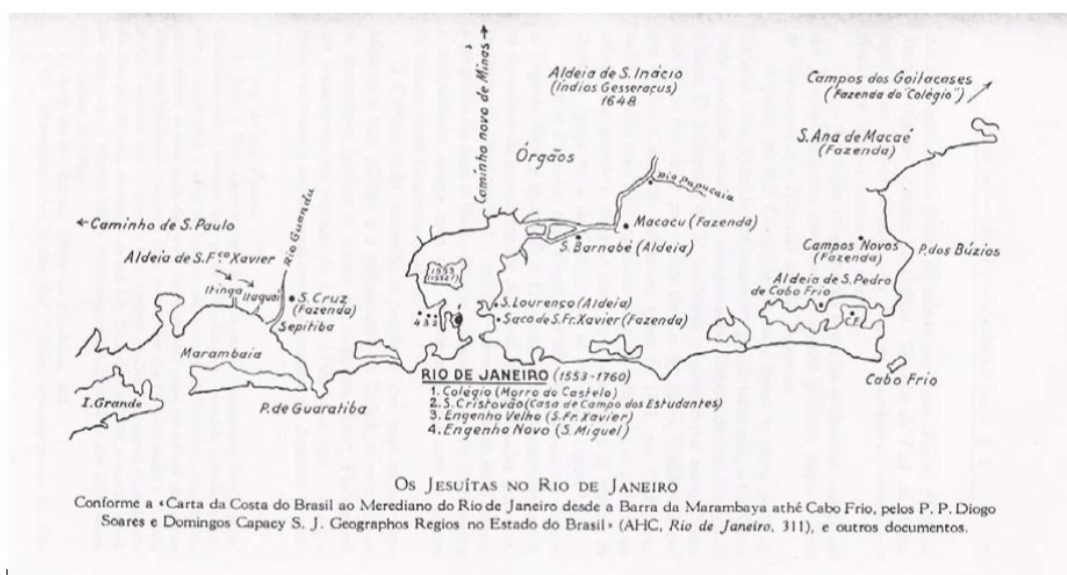 Caminho novo de Minas
Aldeia de S. Inácio
(Índios Gesseraçus)
1648
Campos dos Goilacases
(Fazenda do "Colégio")
S. Ana de Macaé
(Fazenda)
Órgãos
Rio Papucaia
Rio Guandu
←Caminho de S. Paulo
Macacu (Fazenda)
S. Barnabé (Aldeia)
Campos Novos
(Fazenda)
P. dos Búzios
Aldeia de S. Fco Xavier
Itinga
Itaguaí
S. Cruz
(Fazenda)
Sepitiba
1553
Aldeia de S. Pedro
de Cabo Frio
C.F.
S. Lourenço (Aldeia)
Saco de S. Fr. Xavier (Fazenda)
4 3 2
Marambaia
I. Grande
P. de Guaratiba
Cabo Frio
RIO DE JANEIRO (1553-1760)
1. Colégio (Morro do Castelo)
2. S. Cristovão (Casa de Campo dos Estudantes)
3. Engenho Velho (S. Fr. Xavier)
4. Engenho Novo (S. Miguel)
Os Jesuítas no Rio de Janeiro
Conforme a «Carta da Costa do Brasil ao Merediano do Rio de Janeiro desde a Barra da Marambaya athé Cabo Frio, pelos P. P. Diogo
Soares e Domingos Capacy S. J. Geographos Regios no Estado do Brasil» (AHC, Rio de Janeiro, 311), e outros documentos.